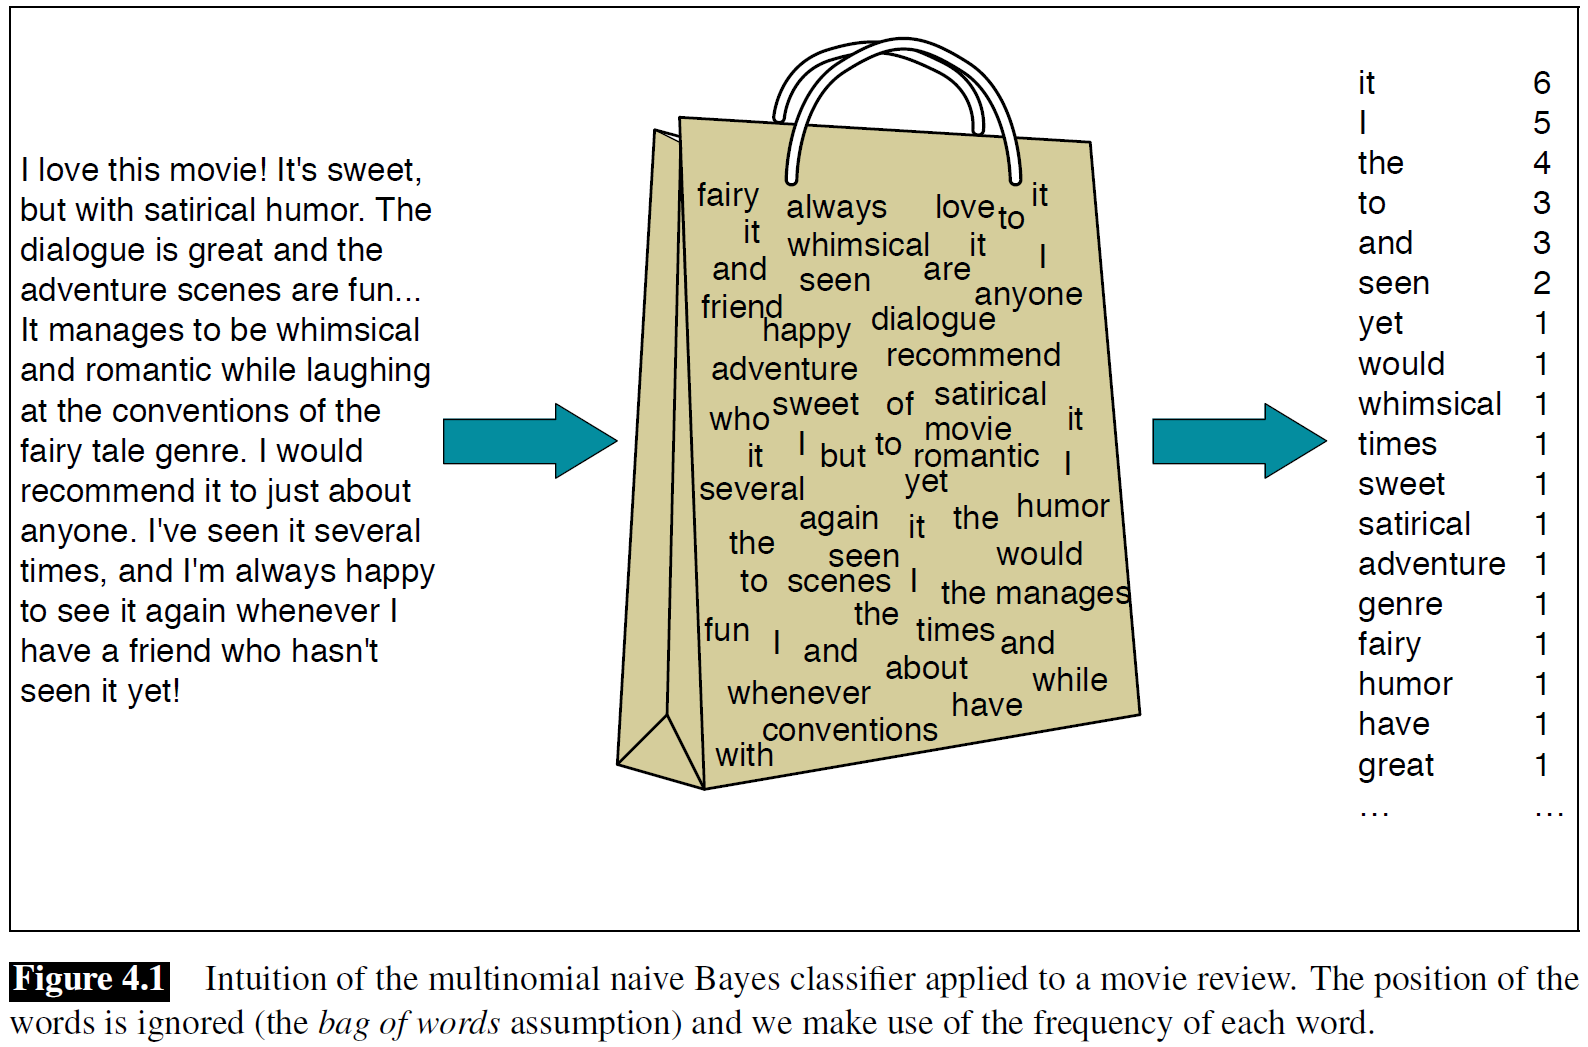 I love this movie! It's sweet,
but with satirical humor. The
dialogue is great and the
adventure scenes are fun...
It manages to be whimsical
and romantic while laughing
at the conventions of the
fairy tale genre. I would
recommend it to just about
anyone. I've seen it several
times, and I'm always happy
to see it again whenever I
have a friend who hasn't
seen it yet!
fairy always love to it
it whimsical it I
and seen are anyone
friend happy dialogue
adventure recommend
who sweet of satirical it
I but to movie romantic I
it several yet
again it the humor
the seen would
to scenes I the manages
fun I and the times and
about while
whenever have
conventions
with
it 6
I 5
the 4
to 3
and 3
seen 2
yet 1
would 1
whimsical 1
times 1
sweet 1
satirical 1
adventure 1
genre 1
fairy 1
humor 1
have 1
great 1
… …
Figure 4.1 Intuition of the multinomial naive Bayes classifier applied to a movie review. The position of the
words is ignored (the bag of words assumption) and we make use of the frequency of each word.